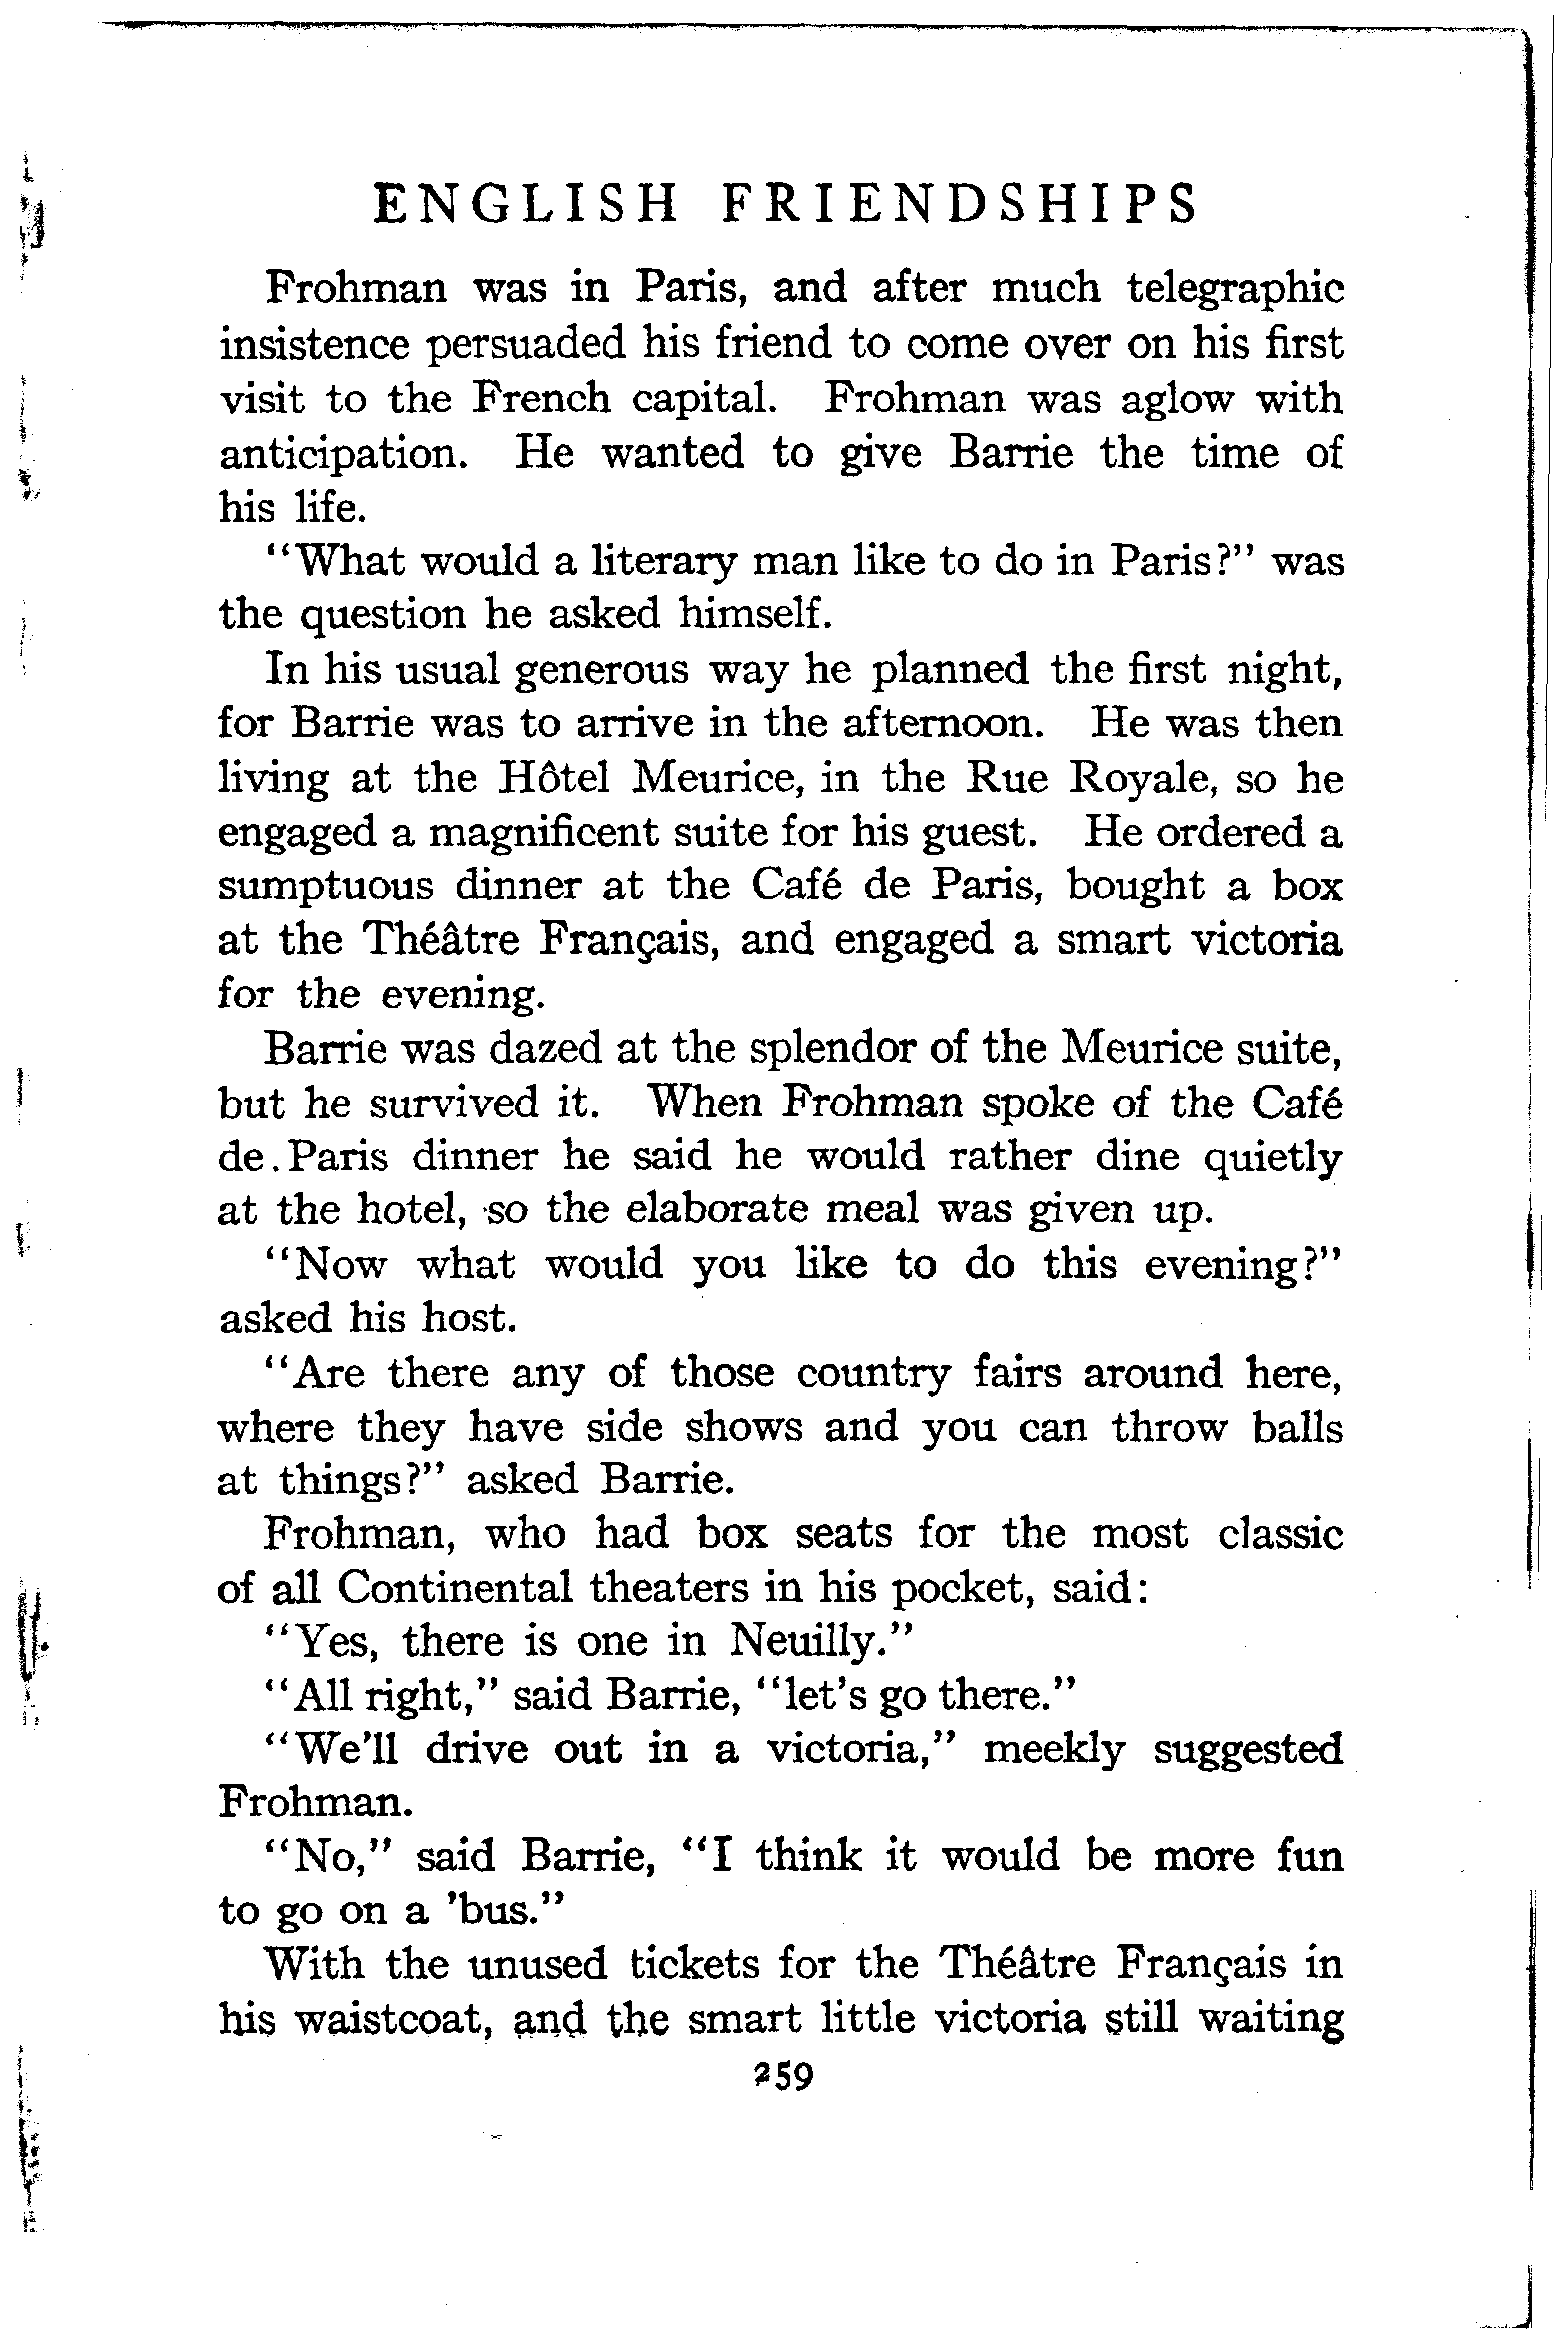 ENGLISH FRIENDSHIPS
Frohman was in Paris, and after much telegraphic
insistence persuaded his friend to come over on his first
visit to the French capital. Frohman was aglow with
anticipation. He wanted to give Barrie the time of
his life.
"What would a literary man like to do in Paris?" was
the question he asked himself.
In his usual generous way he planned the first night,
for Barrie was to arrive in the afternoon. He was then
living at the Hôtel Meurice, in the Rue Royale, so he
engaged a magnificent suite for his guest. He ordered a
sumptuous dinner at the Café de Paris, bought a box
at the Théâtre Français, and engaged a smart victoria
for the evening.
Barrie was dazed at the splendor of the Meurice suite,
but he survived it. When Frohman spoke of the Café
de Paris dinner he said he would rather dine quietly
at the hotel, so the elaborate meal was given up.
"Now what would you like to do this evening?"
asked his host.
"Are there any of those country fairs around here,
where they have side shows and you can throw balls
at things?" asked Barrie.
Frohman, who had box seats for the most classic
of all Continental theaters in his pocket, said:
"Yes, there is one in Neuilly."
"All right," said Barrie, "let's go there."
"We'll drive out in a victoria," meekly suggested
Frohman.
"No," said Barrie, "I think it would be more fun
to go on a 'bus."
With the unused tickets for the Théâtre Français in
his waistcoat, and the smart little victoria still waiting
259